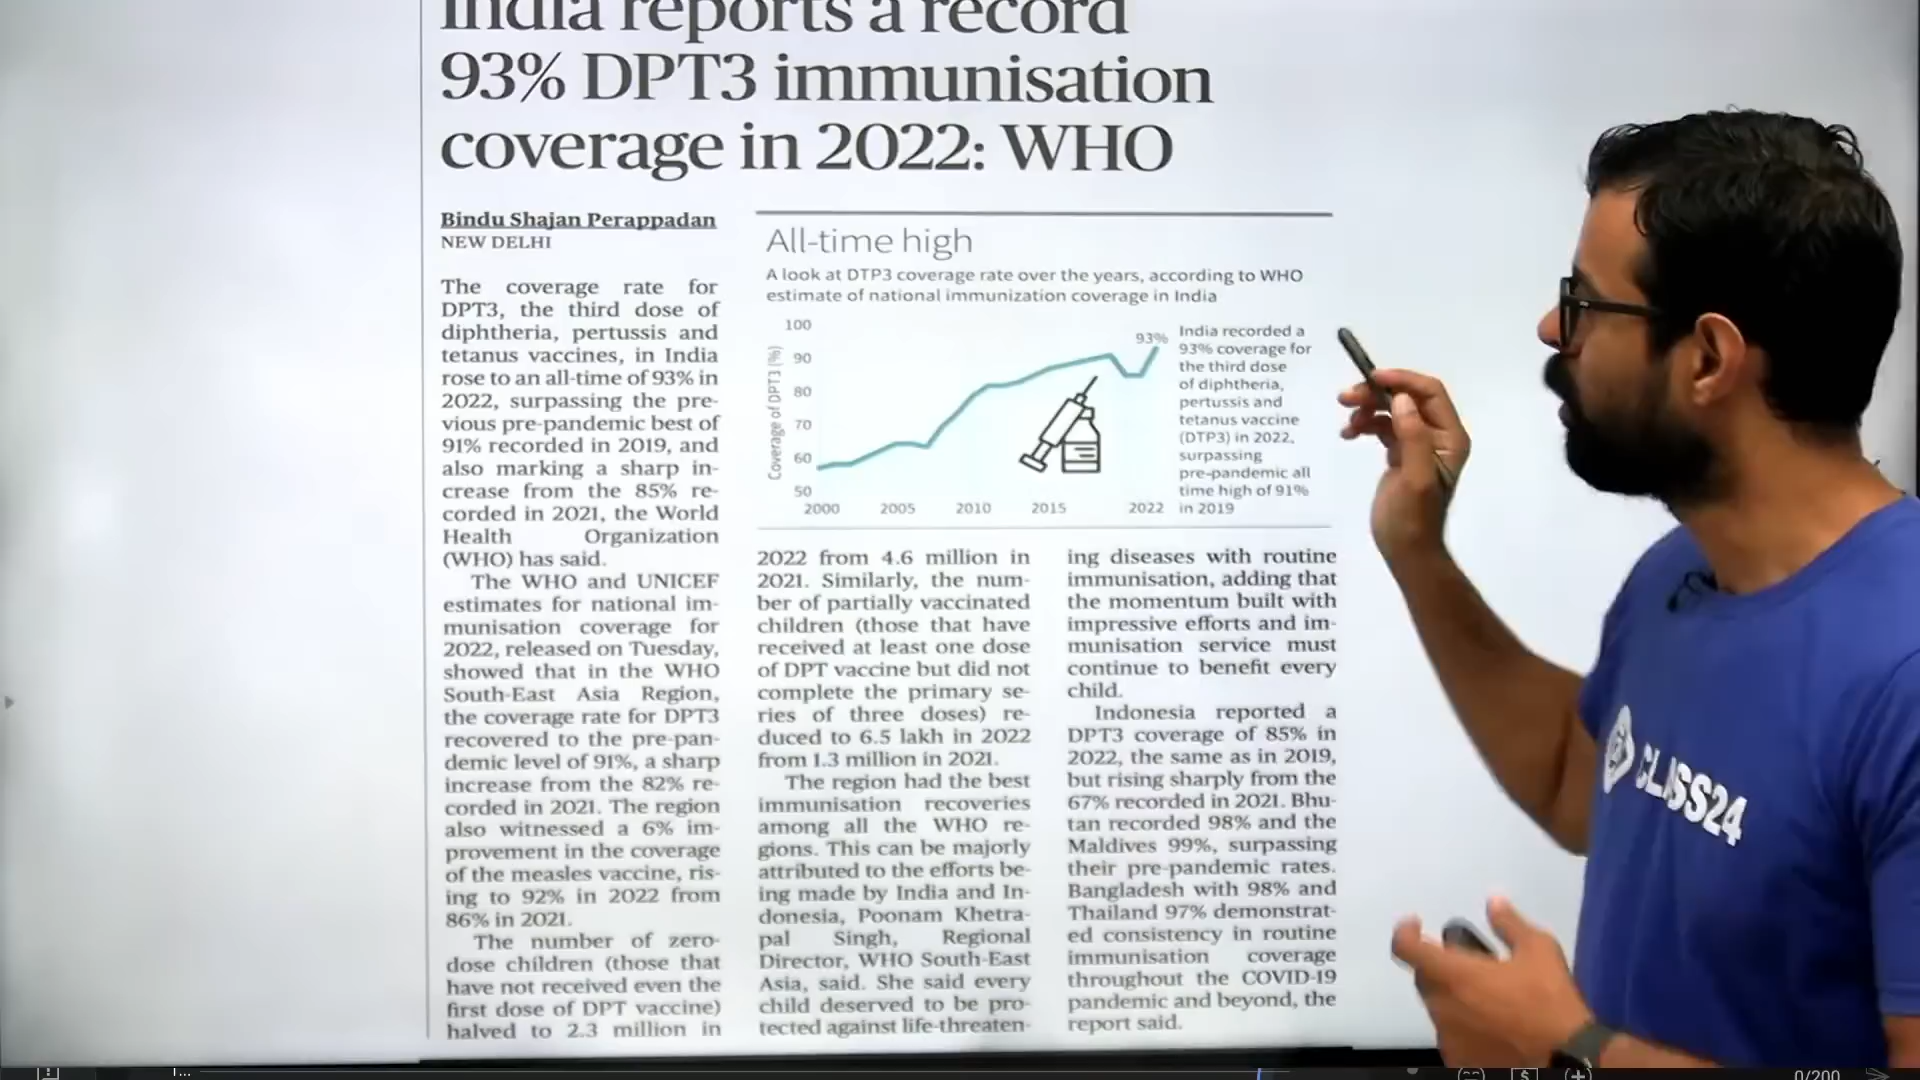 India reports a record
93% DPT3 immunisation
coverage in 2022: WHO
Bindu Shajan Perappadan
NEW DELHI
The coverage rate for
DPT3, the third dose of
diphtheria, pertussis and
tetanus vaccines, in India
rose to an all-time of 93% in
2022, surpassing the pre-
vious pre-pandemic best of
91% recorded in 2019, and
also marking a sharp in-
crease from the 85% re-
corded in 2021, the World
Health Organization
(WHO) has said.
The WHO and UNICEF
estimates for national im-
munisation coverage for
2022, released on Tuesday,
showed that in the WHO
South-East Asia Region,
the coverage rate for DPT3
recovered to the pre-pan-
demic level of 91%, a sharp
increase from the 82% re-
corded in 2021. The region
also witnessed a 6% im-
provement in the coverage
of the measles vaccine, ris-
ing to 92% in 2022 from
86% in 2021.
The number of zero-
dose children (those that
have not received even the
first dose of DPT vaccine)
halved to 2.3 million in
All-time high
A look at DTP3 coverage rate over the years, according to WHO
estimate of national immunization coverage in India
Coverage of DPT3 (%)
100
90
80
70
60
50
2000 2005 2010 2015 2022
93%
India recorded a
93% coverage for
the third dose
of diphtheria,
pertussis and
tetanus vaccine
(DTP3) in 2022,
surpassing
pre-pandemic all
time high of 91%
in 2019
2022 from 4.6 million in
2021. Similarly, the num-
ber of partially vaccinated
children (those that have
received at least one dose
of DPT vaccine but did not
complete the primary se-
ries of three doses) re-
duced to 6.5 lakh in 2022
from 1.3 million in 2021.
The region had the best
immunisation recoveries
among all the WHO re-
gions. This can be majorly
attributed to the efforts be-
ing made by India and In-
donesia, Poonam Khetra-
pal Singh, Regional
Director, WHO South-East
Asia, said. She said every
child deserved to be pro-
tected against life-threaten-
ing diseases with routine
immunisation, adding that
the momentum built with
impressive efforts and im-
munisation service must
continue to benefit every
child.
Indonesia reported a
DPT3 coverage of 85% in
2022, the same as in 2019,
but rising sharply from the
67% recorded in 2021. Bhu-
tan recorded 98% and the
Maldives 99%, surpassing
their pre-pandemic rates.
Bangladesh with 98% and
Thailand 97% demonstrat-
ed consistency in routine
immunisation coverage
throughout the COVID-19
pandemic and beyond, the
report said.
CLASS24
0/200